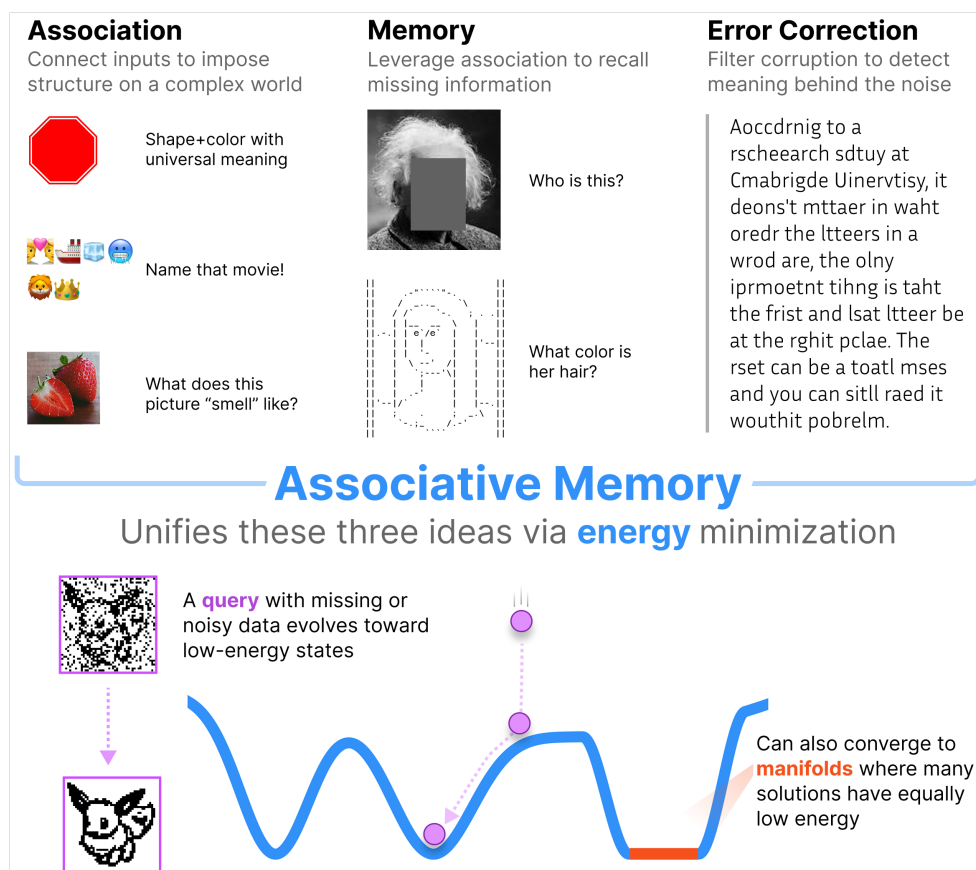 Association
Connect inputs to impose
structure on a complex world
Shape+color with
universal meaning
Name that movie!
What does this
picture “smell” like?
Memory
Leverage association to recall
missing information
Who is this?
What color is
her hair?
Error Correction
Filter corruption to detect
meaning behind the noise
Aoccdrnig to a
rscheearch sdtuy at
Cmabrigde Uinervtisy, it
deons't mttaer in waht
oredr the ltteers in a
wrod are, the olny
iprmoetnt tihng is taht
the frist and lsat ltteer be
at the rghit pclae. The
rset can be a toatl mses
and you can sitll raed it
wouthit pobrelm.
Associative Memory
Unifies these three ideas via energy minimization
A query with missing or
noisy data evolves toward
low-energy states
Can also converge to
manifolds where many
solutions have equally
low energy